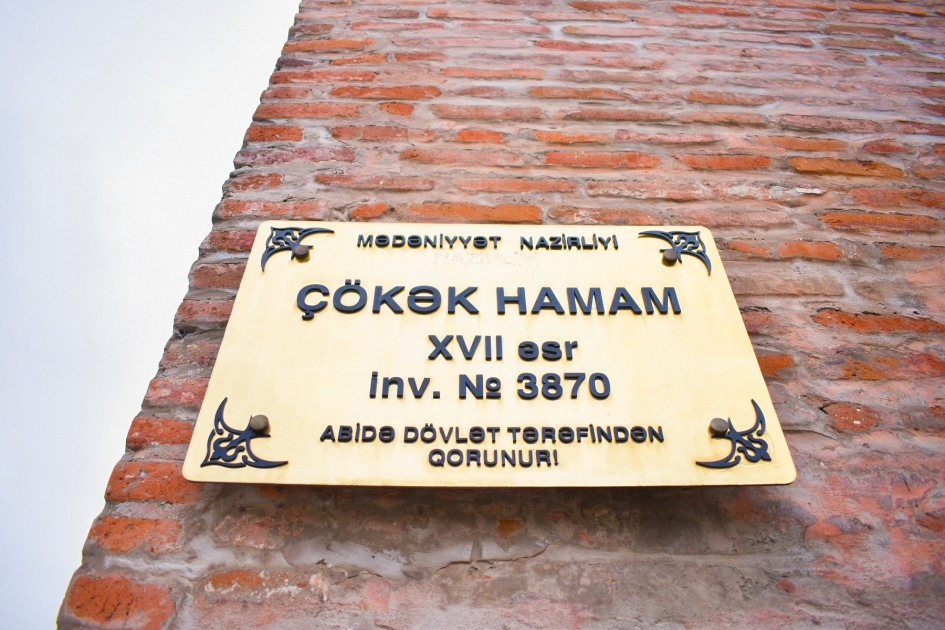 MƏDƏNİYYƏT NAZİRLİYİ
ÇÖKƏK HAMAM
XVII əsr
inv. № 3870
ABİDƏ DÖVLƏT TƏRƏFİNDƏN
QORUNUR!